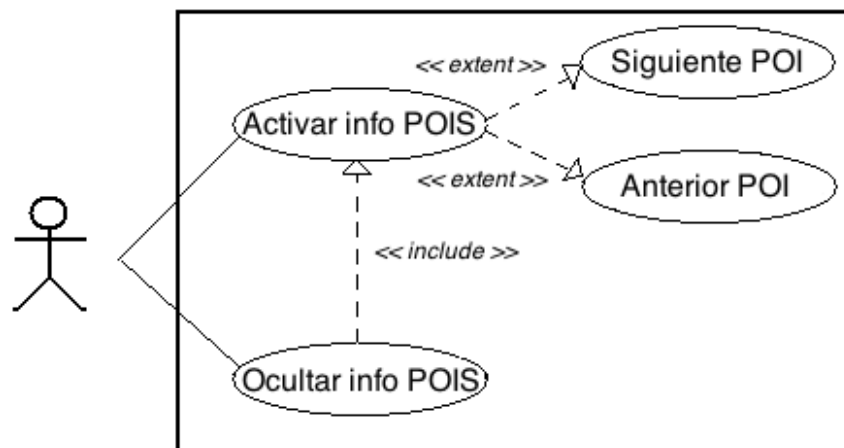 << extent >>
Siguiente POI
Activar info POIS
<< extent >>
Anterior POI
<< include >>
Ocultar info POIS